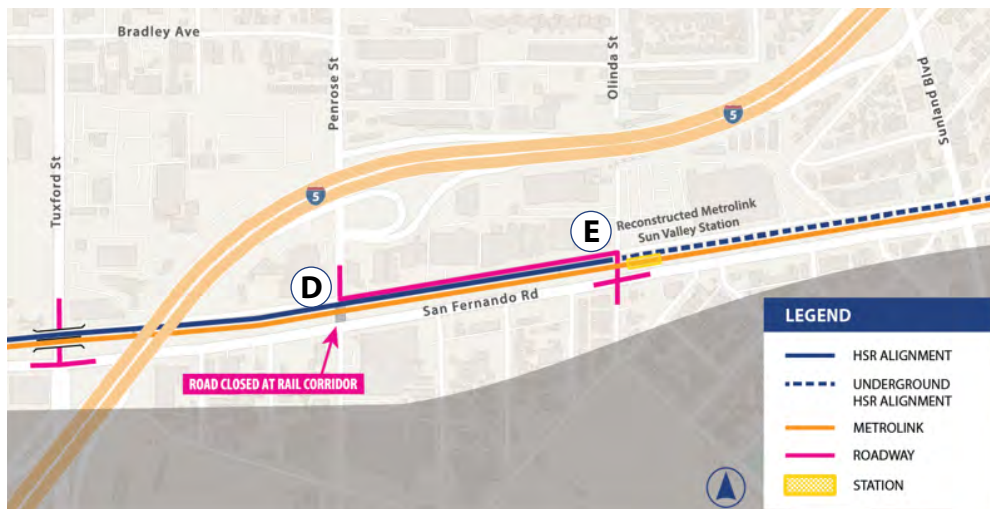 Bradley Ave
Penrose St
Olinda St
Sunland Blvd
Tuxford St
5
5
Reconstructed Metrolink
Sun Valley Station
E
D
San Fernando Rd
ROAD CLOSED AT RAIL CORRIDOR
LEGEND
HSR ALIGNMENT
UNDERGROUND
HSR ALIGNMENT
METROLINK
ROADWAY
STATION